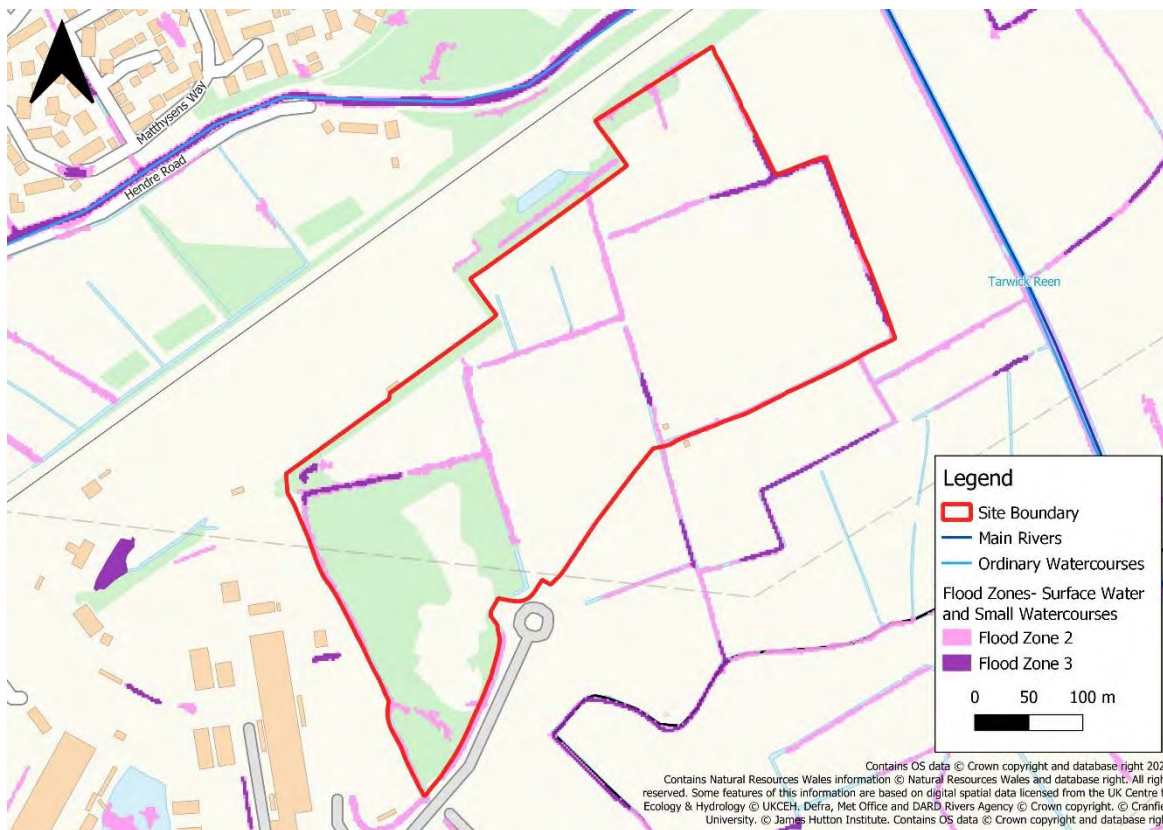 Matthysens Way
Hendre Road
Tarwick Reen
Legend
Site Boundary
Main Rivers
Ordinary Watercourses
Flood Zones- Surface Water
and Small Watercourses
Flood Zone 2
Flood Zone 3
0 50 100 m
Contains OS data © Crown copyright and database right 202
Contains Natural Resources Wales information © Natural Resources Wales and database right. All righ
reserved. Some features of this information are based on digital spatial data licensed from the UK Centre f
Ecology & Hydrology © UKCEH. Defra, Met Office and DARD Rivers Agency © Crown copyright. © Cranfie
University. © James Hutton Institute. Contains OS data © Crown copyright and database right